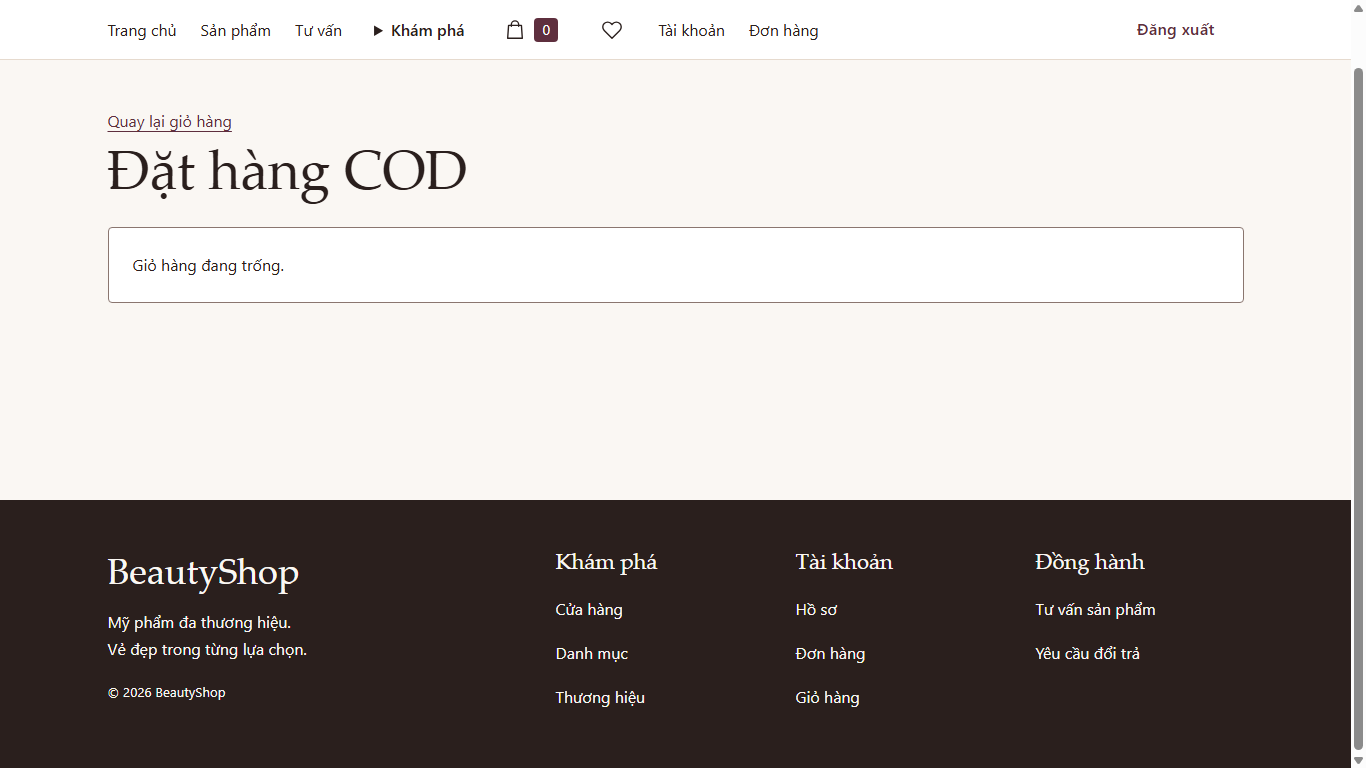 Trang chủ Sản phẩm Tư vấn ▶ Khám phá 0 Tài khoản Đơn hàng Đăng xuất
Quay lại giỏ hàng
Đặt hàng COD
Giỏ hàng đang trống.
BeautyShop
Mỹ phẩm đa thương hiệu.
Vẻ đẹp trong từng lựa chọn.
© 2026 BeautyShop
Khám phá
Cửa hàng
Danh mục
Thương hiệu
Tài khoản
Hồ sơ
Đơn hàng
Giỏ hàng
Đồng hành
Tư vấn sản phẩm
Yêu cầu đổi trả